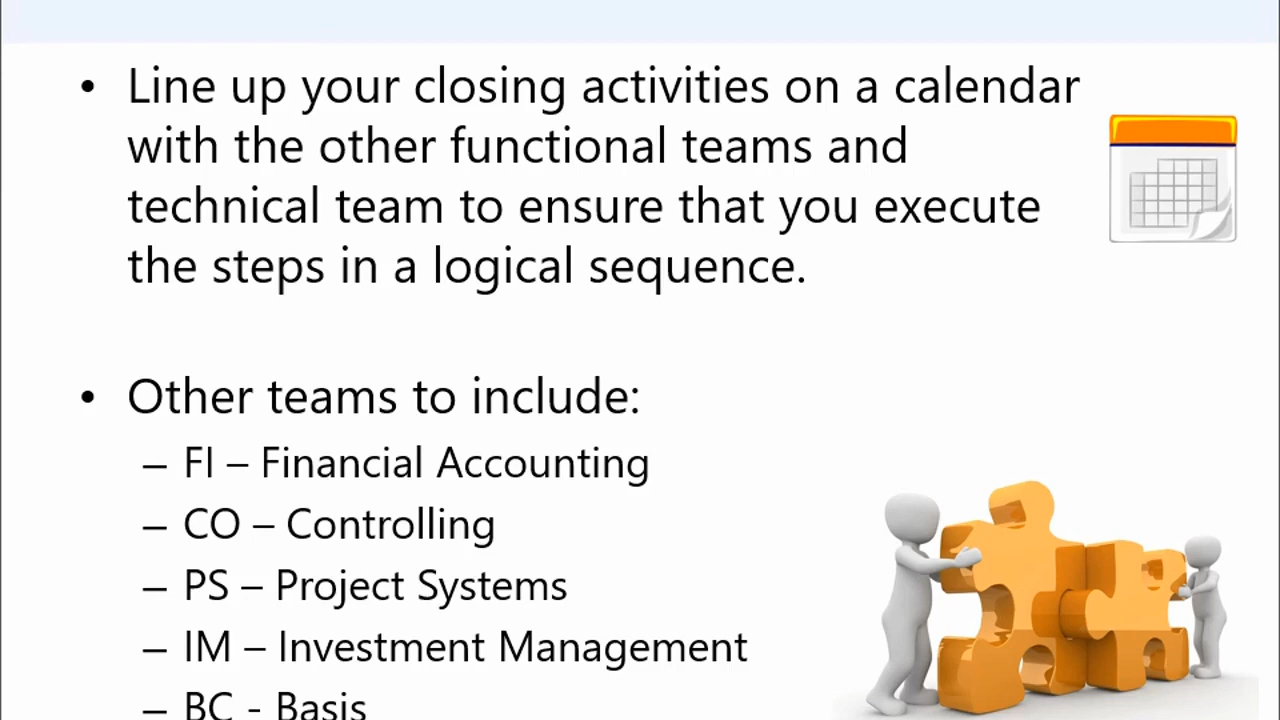 • Line up your closing activities on a calendar
with the other functional teams and
technical team to ensure that you execute
the steps in a logical sequence.
• Other teams to include:
– FI – Financial Accounting
– CO – Controlling
– PS – Project Systems
– IM – Investment Management
– BC - Basis